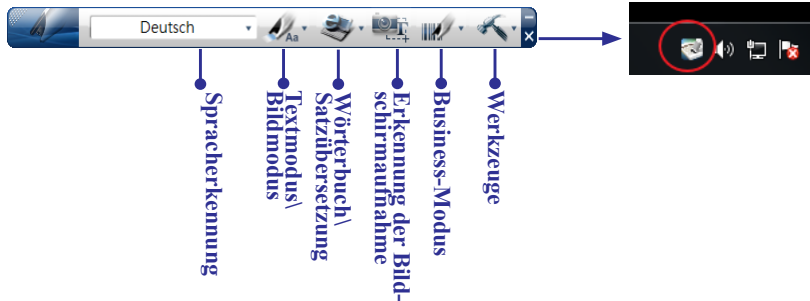 Deutsch
Aa
T
Spracherkennung
Textmodus\
Bildmodus
Wörterbuch\
Satzübersetzung
Erkennung der Bild-
schirmaufnahme
Business-Modus
Werkzeuge